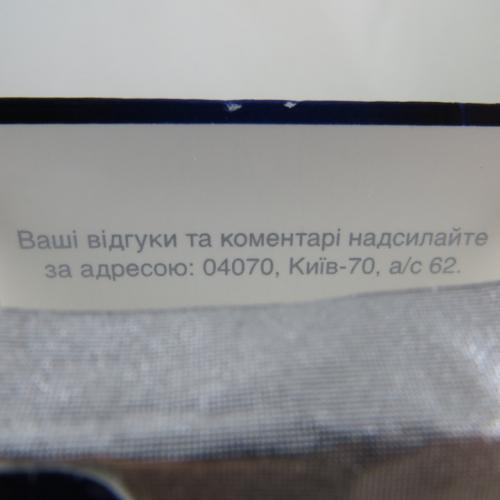 Ваші відгуки та коментарі надсилайте
за адресою: 04070, Київ-70, а/с 62.